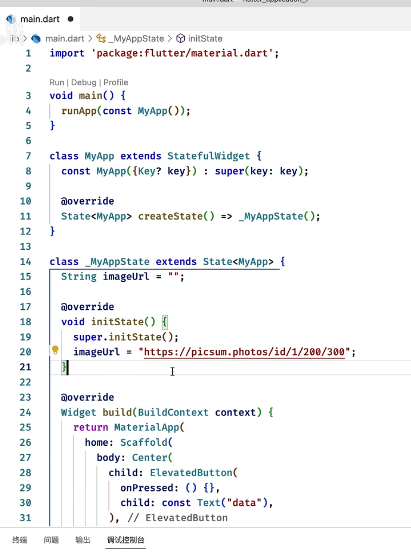 main.dart — flutter_application_1
main.dart
lib > main.dart > _MyAppState > initState
1 import 'package:flutter/material.dart';
2
Run | Debug | Profile
3 void main() {
4 runApp(const MyApp());
5 }
6
7 class MyApp extends StatefulWidget {
8 const MyApp({Key? key}) : super(key: key);
9
10 @override
11 State<MyApp> createState() => _MyAppState();
12 }
13
14 class _MyAppState extends State<MyApp> {
15 String imageUrl = "";
16
17 @override
18 void initState() {
19 super.initState();
20 imageUrl = "https://picsum.photos/id/1/200/300";
21 }
22
23 @override
24 Widget build(BuildContext context) {
25 return MaterialApp(
26 home: Scaffold(
27 body: Center(
28 child: ElevatedButton(
29 onPressed: () {},
30 child: const Text("data"),
31 ), // ElevatedButton
终端 问题 输出 调试控制台